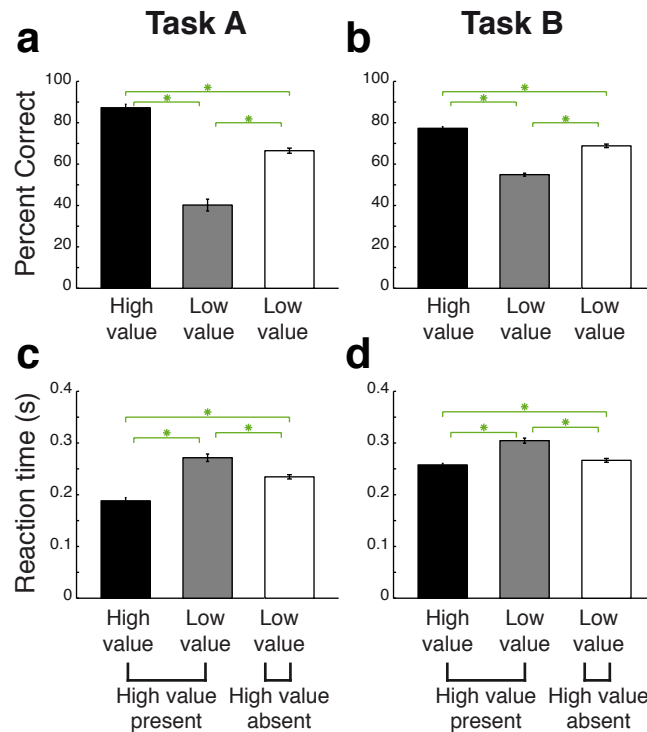 Task A
Task B
a
b
Percent Correct
100
80
60
40
20
0
*
*
*
High value
Low value
Low value
100
80
60
40
20
0
*
*
*
High value
Low value
Low value
c
d
Reaction time (s)
0.4
0.3
0.2
0.1
0
*
*
*
High value
Low value
Low value
High value present
High value absent
0.4
0.3
0.2
0.1
0
*
*
*
High value
Low value
Low value
High value present
High value absent